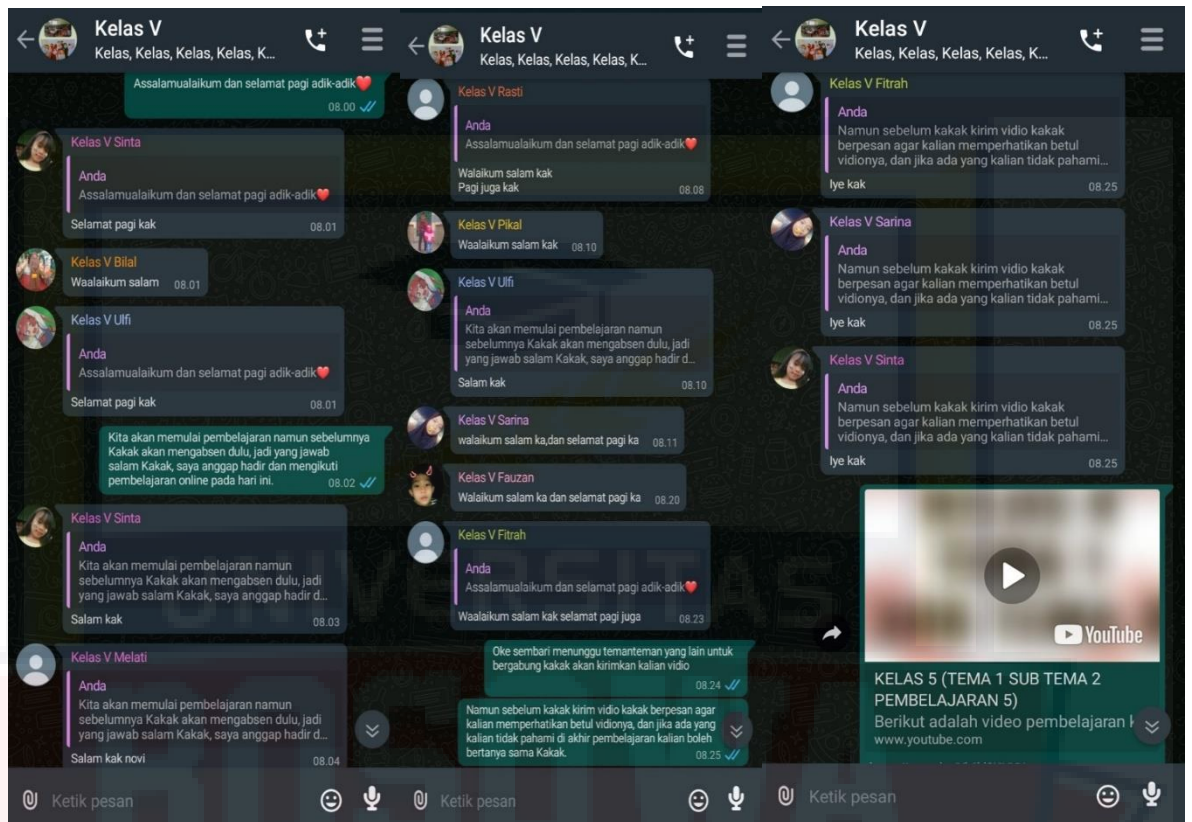 Kelas V
Kelas, Kelas, Kelas, Kelas, K...
Assalamualaikum dan selamat pagi adik-adik❤️
08.00
Kelas V Sinta
Anda
Assalamualaikum dan selamat pagi adik-adik❤️
Selamat pagi kak
08.01
Kelas V Bilal
Waalaikum salam
08.01
Kelas V Ulfi
Anda
Assalamualaikum dan selamat pagi adik-adik❤️
Selamat pagi kak
08.01
Kita akan memulai pembelajaran namun sebelumnya
Kakak akan mengabsen dulu, jadi yang jawab
salam Kakak, saya anggap hadir dan mengikuti
pembelajaran online pada hari ini.
08.02
Kelas V Sinta
Anda
Kita akan memulai pembelajaran namun
sebelumnya Kakak akan mengabsen dulu, jadi
yang jawab salam Kakak, saya anggap hadir d...
Salam kak
08.03
Kelas V Melati
Anda
Kita akan memulai pembelajaran namun
sebelumnya Kakak akan mengabsen dulu, jadi
yang jawab salam Kakak, saya anggap hadir d...
Salam kak novi
08.04
Ketik pesan
Kelas V
Kelas, Kelas, Kelas, Kelas, K...
Kelas V Rasti
Anda
Assalamualaikum dan selamat pagi adik-adik❤️
Walaikum salam kak
Pagi juga kak
08.08
Kelas V Pikal
Waalaikum salam kak
08.10
Kelas V Ulfi
Anda
Kita akan memulai pembelajaran namun
sebelumnya Kakak akan mengabsen dulu, jadi
yang jawab salam Kakak, saya anggap hadir d...
Salam kak
08.10
Kelas V Sarina
walaikum salam ka,dan selamat pagi ka
08.11
Kelas V Fauzan
Walaikum salam ka dan selamat pagi ka
08.20
Kelas V Fitrah
Anda
Assalamualaikum dan selamat pagi adik-adik❤️
Waalaikum salam kak selamat pagi juga
08.23
Oke sembari menunggu temanteman yang lain untuk
bergabung kakak akan kirimkan kalian vidio
08.24
Namun sebelum kakak kirim vidio kakak berpesan agar
kalian memperhatikan betul vidionya, dan jika ada yang
kalian tidak pahami di akhir pembelajaran kalian boleh
bertanya sama Kakak.
08.25
Ketik pesan
Kelas V
Kelas, Kelas, Kelas, Kelas, K...
Kelas V Fitrah
Anda
Namun sebelum kakak kirim vidio kakak
berpesan agar kalian memperhatikan betul
vidionya, dan jika ada yang kalian tidak pahami...
Iye kak
08.25
Kelas V Sarina
Anda
Namun sebelum kakak kirim vidio kakak
berpesan agar kalian memperhatikan betul
vidionya, dan jika ada yang kalian tidak pahami...
Iye kak
08.25
Kelas V Sinta
Anda
Namun sebelum kakak kirim vidio kakak
berpesan agar kalian memperhatikan betul
vidionya, dan jika ada yang kalian tidak pahami...
Iye kak
08.25
YouTube
KELAS 5 (TEMA 1 SUB TEMA 2
PEMBELAJARAN 5)
Berikut adalah video pembelajaran k
www.youtube.com
Ketik pesan
UNIVERSITAS
BOSOWA